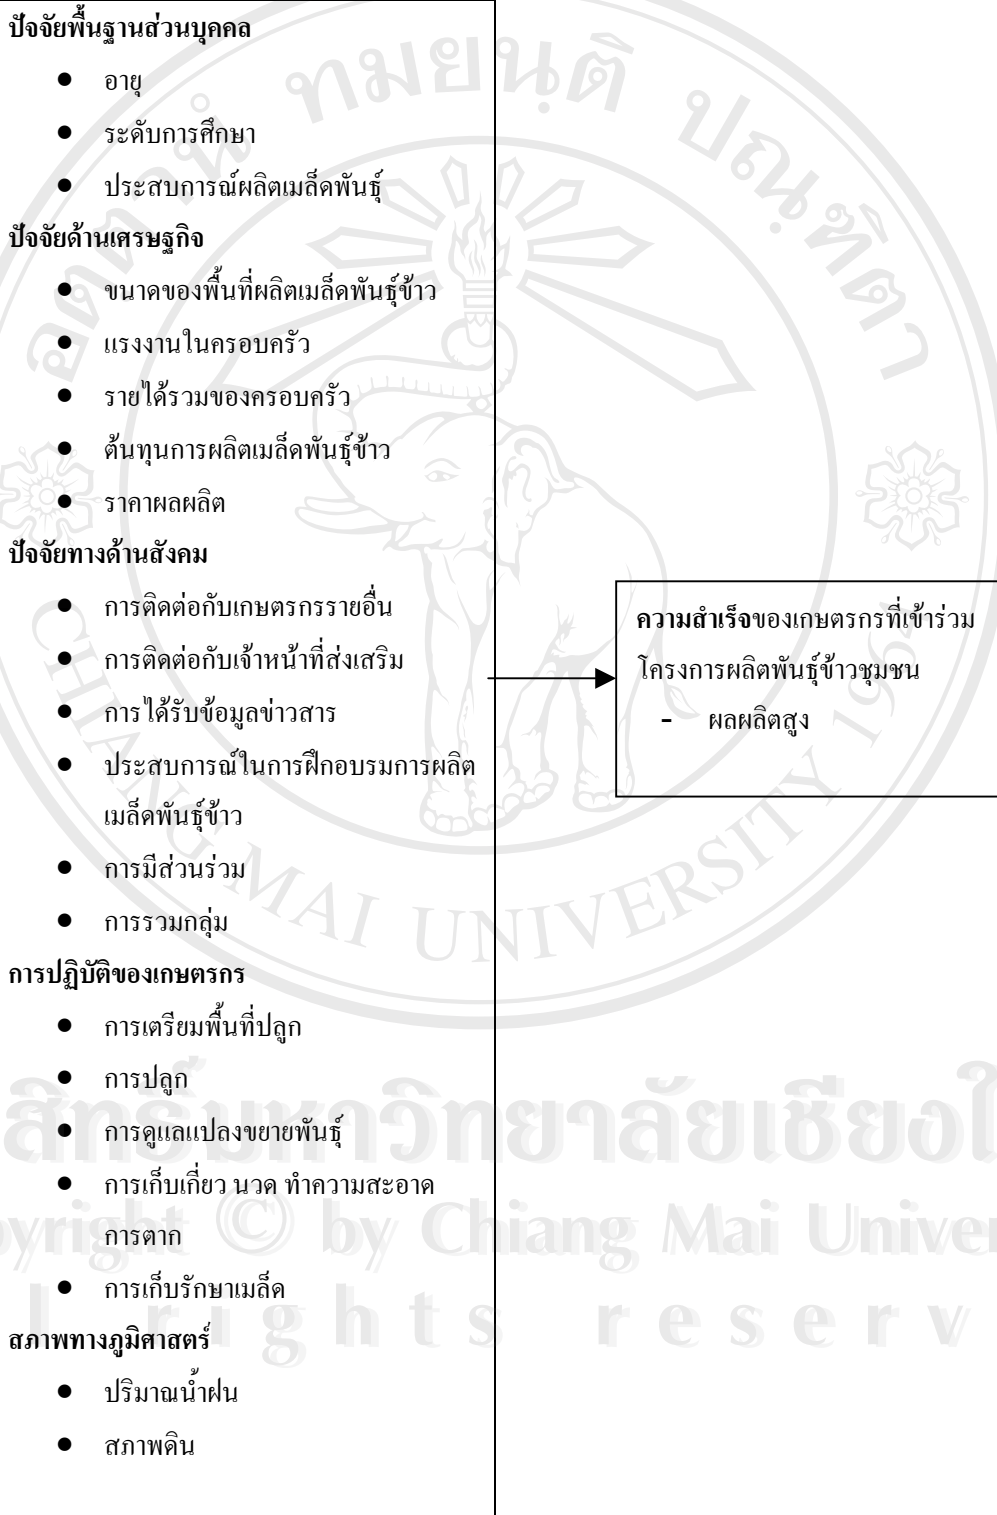 ปัจจัยพื้นฐานส่วนบุคคล
● อายุ
● ระดับการศึกษา
● ประสบการณ์ผลิตเมล็ดพันธุ์
ปัจจัยด้านเศรษฐกิจ
● ขนาดของพื้นที่ผลิตเมล็ดพันธุ์ข้าว
● แรงงานในครอบครัว
● รายได้รวมของครอบครัว
● ต้นทุนการผลิตเมล็ดพันธุ์ข้าว
● ราคาผลผลิต
ปัจจัยทางด้านสังคม
● การติดต่อกับเกษตรกรรายอื่น
● การติดต่อกับเจ้าหน้าที่ส่งเสริม
● การได้รับข้อมูลข่าวสาร
● ประสบการณ์ในการฝึกอบรมการผลิต
เมล็ดพันธุ์ข้าว
● การมีส่วนร่วม
● การรวมกลุ่ม
การปฏิบัติของเกษตรกร
● การเตรียมพื้นที่ปลูก
● การปลูก
● การดูแลแปลงขยายพันธุ์
● การเก็บเกี่ยว นวด ทำความสะอาด
การตาก
● การเก็บรักษาเมล็ด
สภาพทางภูมิศาสตร์
● ปริมาณน้ำฝน
● สภาพดิน
ความสำเร็จของเกษตรกรที่เข้าร่วม
โครงการผลิตพันธุ์ข้าวชุมชน
- ผลผลิตสูง
อตฺตานํ ทมยนฺติ ปณฺฑิตา
CHIANG MAI UNIVERSITY 1964
สิทธิ์มหาวิทยาลัยเชียงใ
pyright © by Chiang Mai Univer
l rights reserv